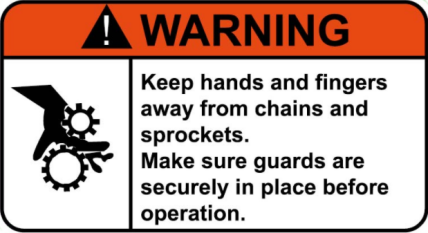 WARNING
Keep hands and fingers
away from chains and
sprockets.
Make sure guards are
securely in place before
operation.